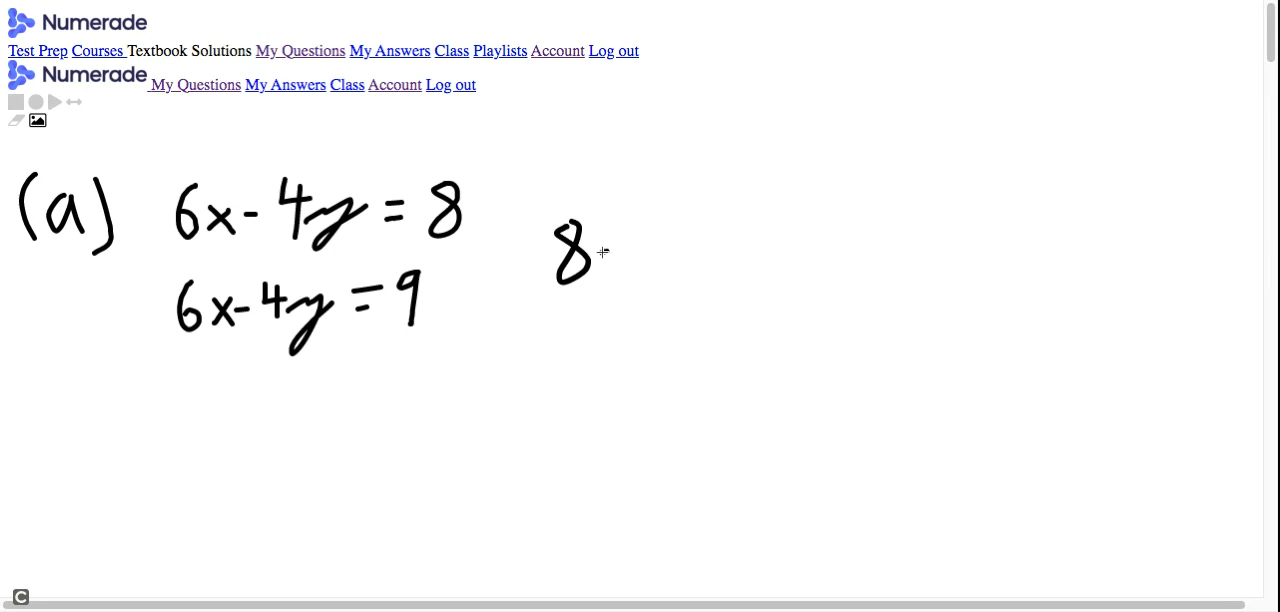 Numerade
Test Prep Courses Textbook Solutions My Questions My Answers Class Playlists Account Log out
Numerade My Questions My Answers Class Account Log out
(a) 6x - 4y = 8
8
6x - 4y = 9
C